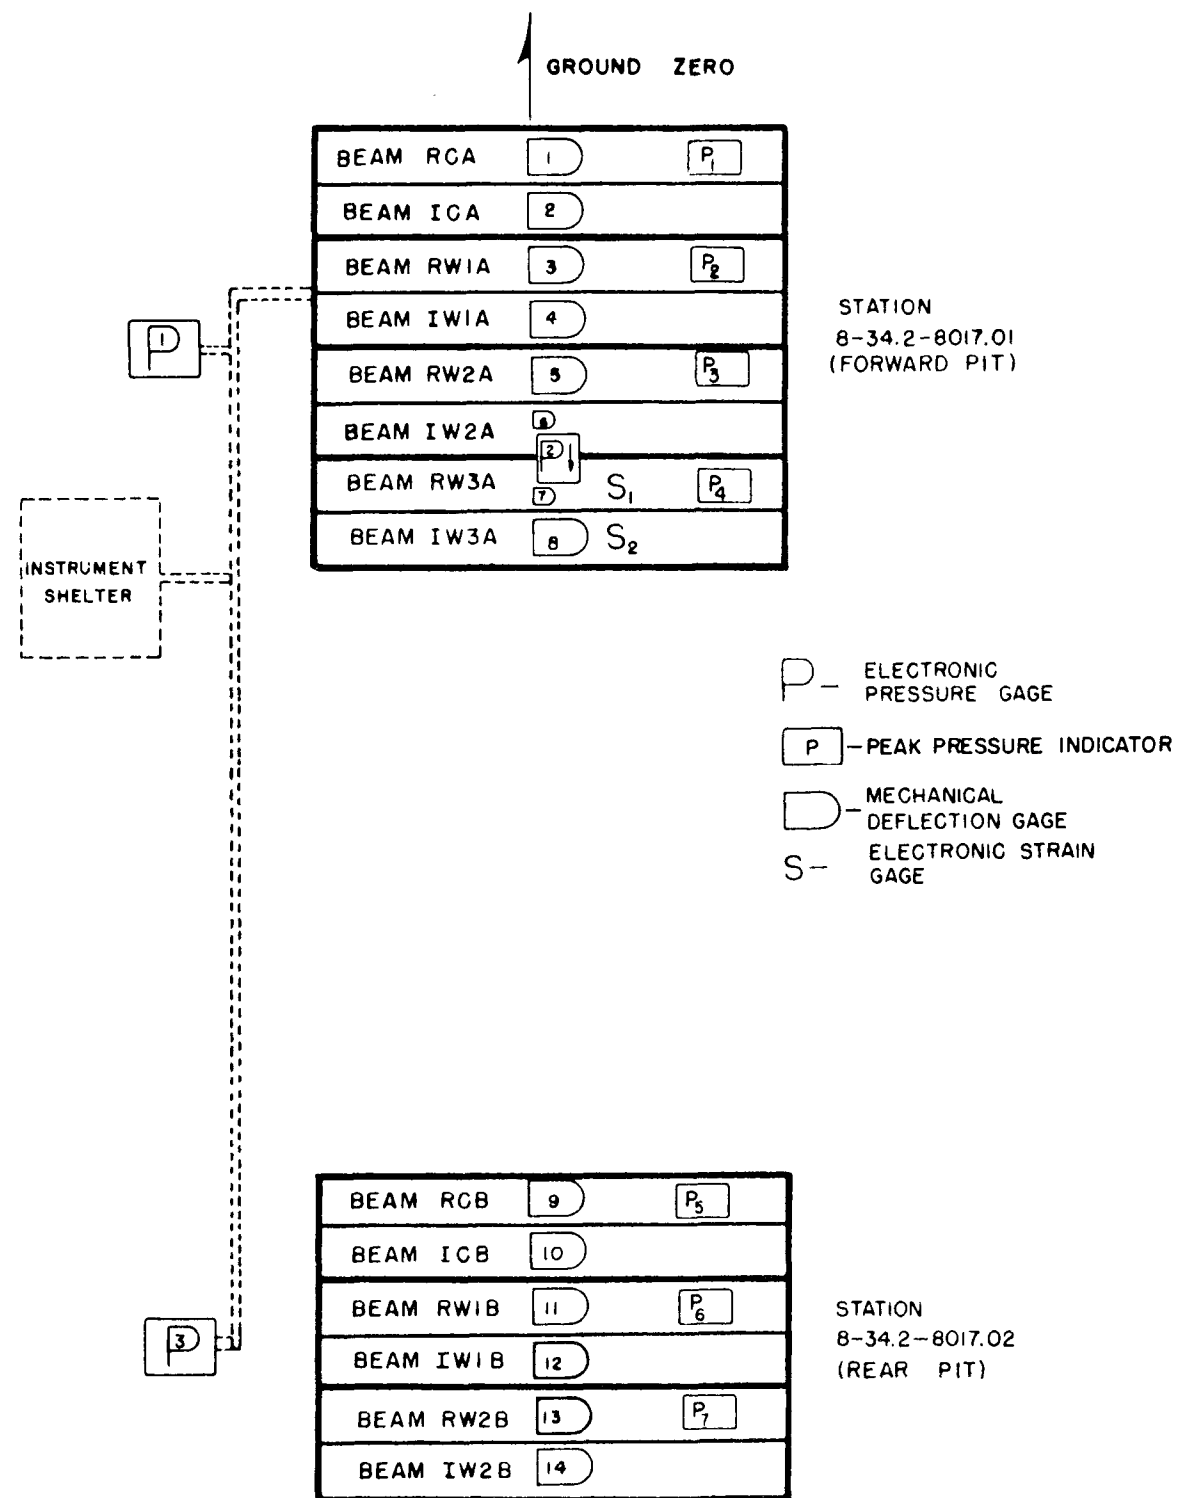 GROUND ZERO
BEAM RCA 1 P1
BEAM ICA 2
BEAM RW1A 3 P2
BEAM IW1A 4
STATION
8-34.2-8017.01
(FORWARD PIT)
P 1
BEAM RW2A 5 P3
BEAM IW2A 6
P 2
BEAM RW3A 7 S1 P4
BEAM IW3A 8 S2
INSTRUMENT
SHELTER
P – ELECTRONIC
PRESSURE GAGE
P – PEAK PRESSURE INDICATOR
– MECHANICAL
DEFLECTION GAGE
S – ELECTRONIC STRAIN
GAGE
BEAM RCB 9 P5
BEAM ICB 10
BEAM RW1B 11 P6
BEAM IW1B 12
STATION
8-34.2-8017.02
(REAR PIT)
P 3
BEAM RW2B 13 P7
BEAM IW2B 14